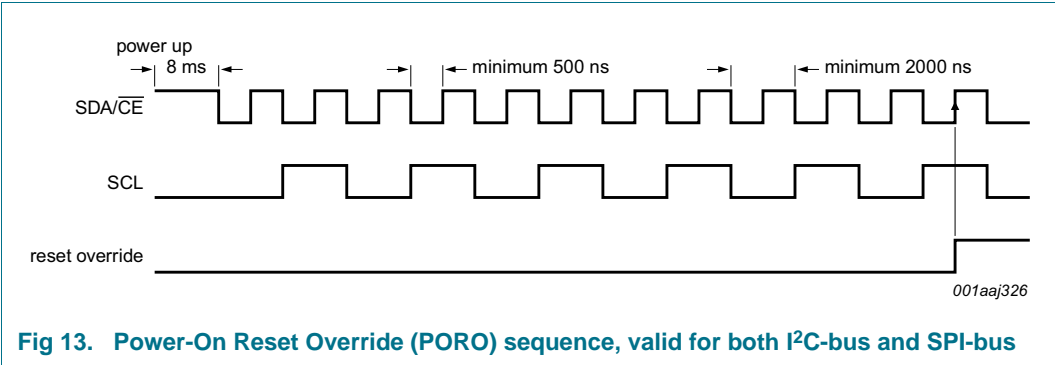 power up
8 ms
minimum 500 ns
minimum 2000 ns
SDA/CE
SCL
reset override
001aaj326
Fig 13. Power-On Reset Override (PORO) sequence, valid for both I2C-bus and SPI-bus